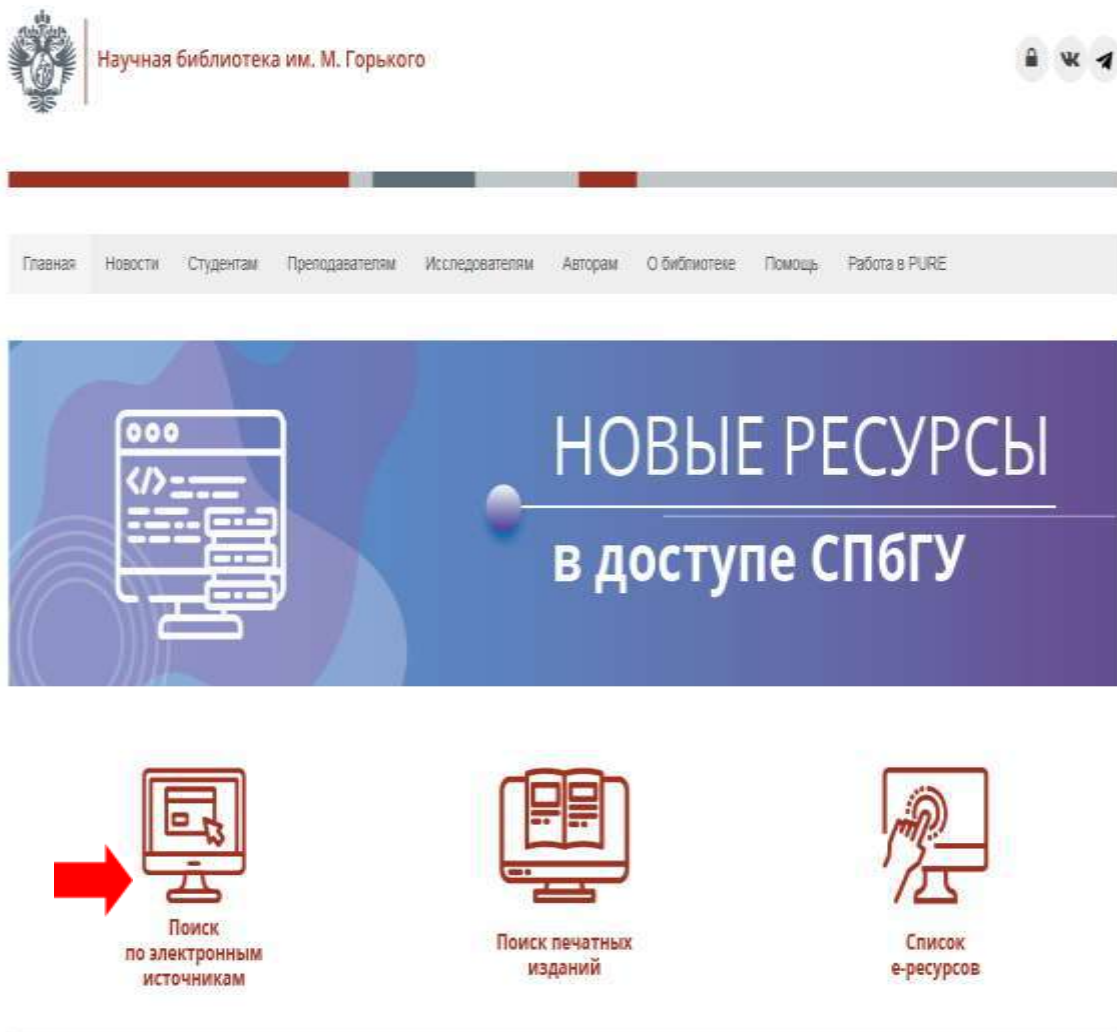 Научная библиотека им. М. Горького
Главная Новости Студентам Преподавателям Исследователям Авторам О библиотеке Помощь Работа в PURE
НОВЫЕ РЕСУРСЫ
в доступе СПбГУ
Поиск
по электронным
источникам
Поиск печатных
изданий
Список
е-ресурсов